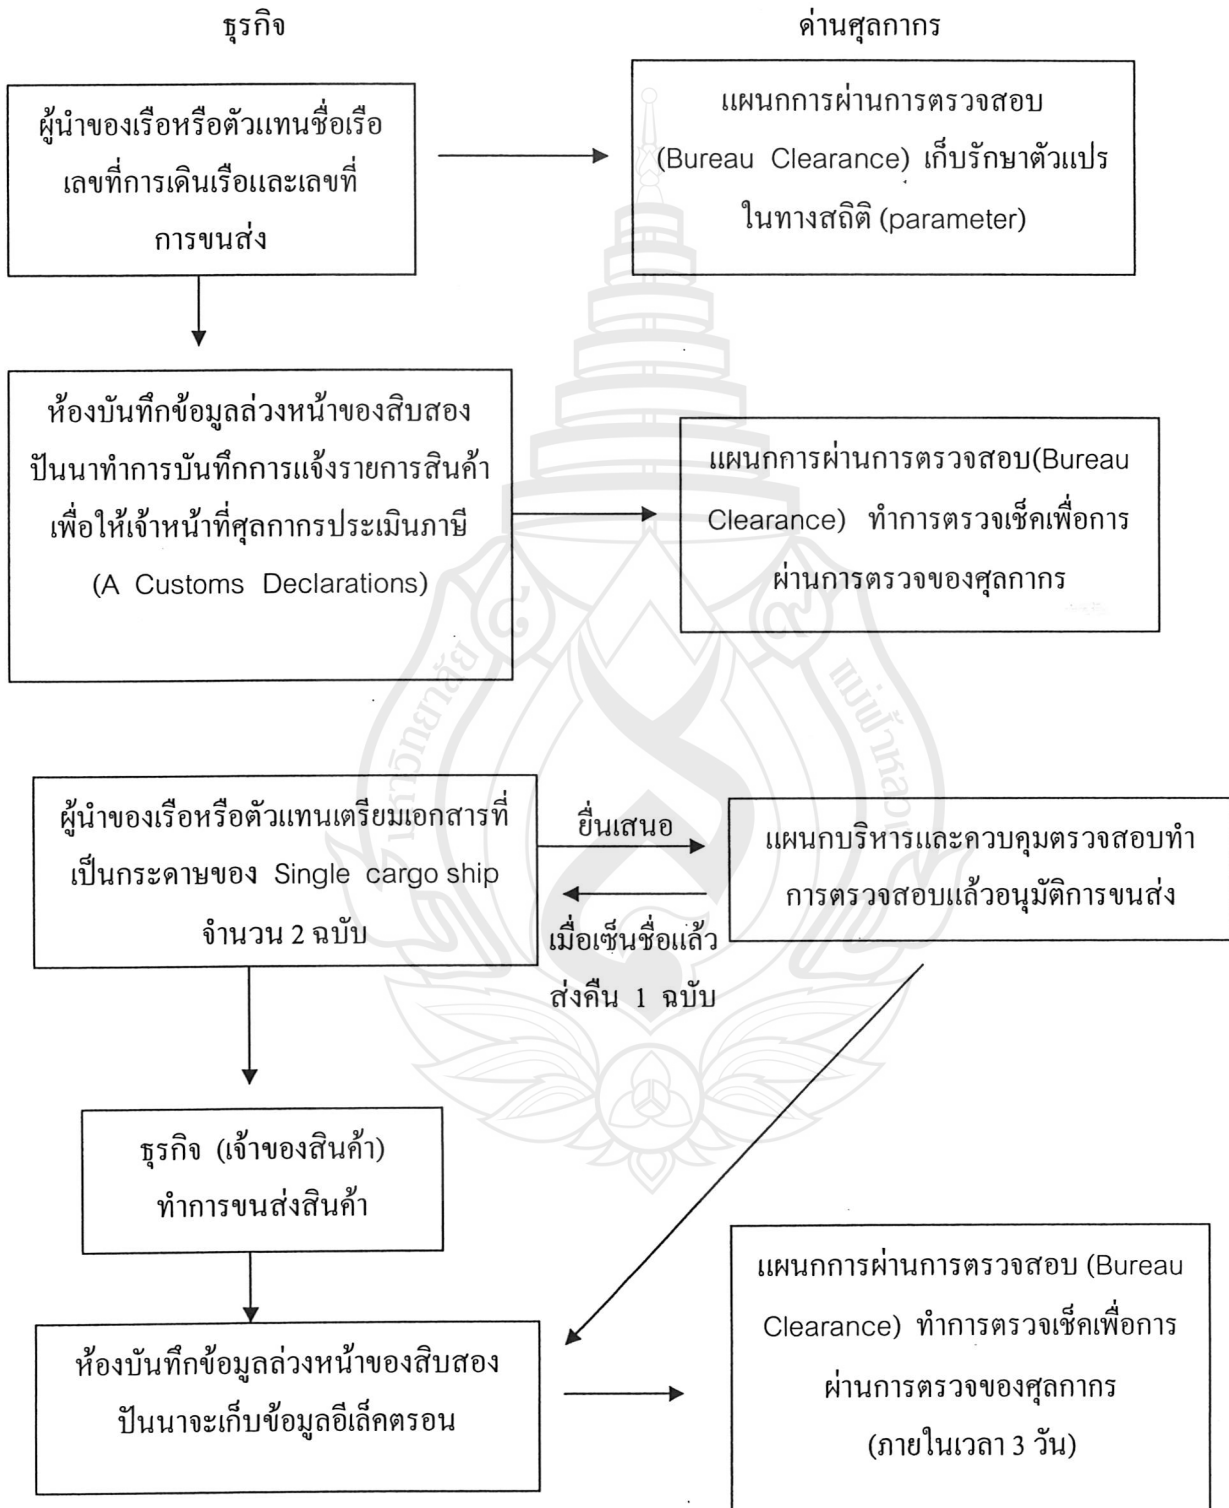 ธุรกิจ
ด่านศุลกากร
ผู้นำของเรือหรือตัวแทนชื่อเรือ
เลขที่การเดินเรือและเลขที่
การขนส่ง
แผนกการผ่านการตรวจสอบ
(Bureau Clearance) เก็บรักษาตัวแปร
ในทางสถิติ (parameter)
ห้องบันทึกข้อมูลล่วงหน้าของสิบสอง
ปันนาทำการบันทึกการแจ้งรายการสินค้า
เพื่อให้เจ้าหน้าที่ศุลกากรประเมินภาษี
(A Customs Declarations)
แผนกการผ่านการตรวจสอบ(Bureau
Clearance) ทำการตรวจเช็คเพื่อการ
ผ่านการตรวจของศุลกากร
มหาวิทยาลัย
แม่ฟ้าหลวง
๘
๙
ผู้นำของเรือหรือตัวแทนเตรียมเอกสารที่
เป็นกระดาษของ Single cargo ship
จำนวน 2 ฉบับ
ยื่นเสนอ
เมื่อเซ็นชื่อแล้ว
ส่งคืน 1 ฉบับ
แผนกบริหารและควบคุมตรวจสอบทำ
การตรวจสอบแล้วอนุมัติการขนส่ง
ธุรกิจ (เจ้าของสินค้า)
ทำการขนส่งสินค้า
ห้องบันทึกข้อมูลล่วงหน้าของสิบสอง
ปันนาจะเก็บข้อมูลอีเล็คตรอน
แผนกการผ่านการตรวจสอบ (Bureau
Clearance) ทำการตรวจเช็คเพื่อการ
ผ่านการตรวจของศุลกากร
(ภายในเวลา 3 วัน)